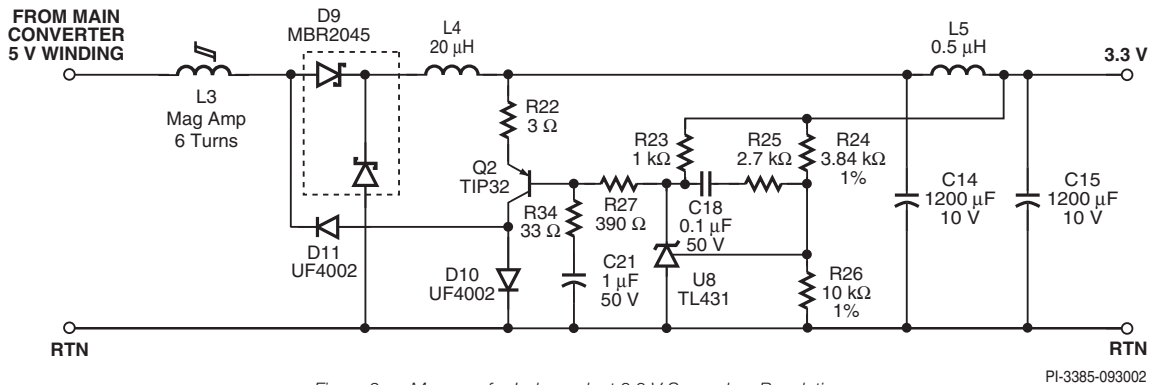 FROM MAIN
CONVERTER
5 V WINDING
L3
Mag Amp
6 Turns
D9
MBR2045
L4
20 μH
L5
0.5 μH
3.3 V
R22
3 Ω
Q2
TIP32
R23
1 kΩ
R25
2.7 kΩ
R24
3.84 kΩ
1%
R34
33 Ω
R27
390 Ω
C18
0.1 μF
50 V
C14
1200 μF
10 V
C15
1200 μF
10 V
D11
UF4002
D10
UF4002
C21
1 μF
50 V
U8
TL431
R26
10 kΩ
1%
RTN
RTN
PI-3385-093002